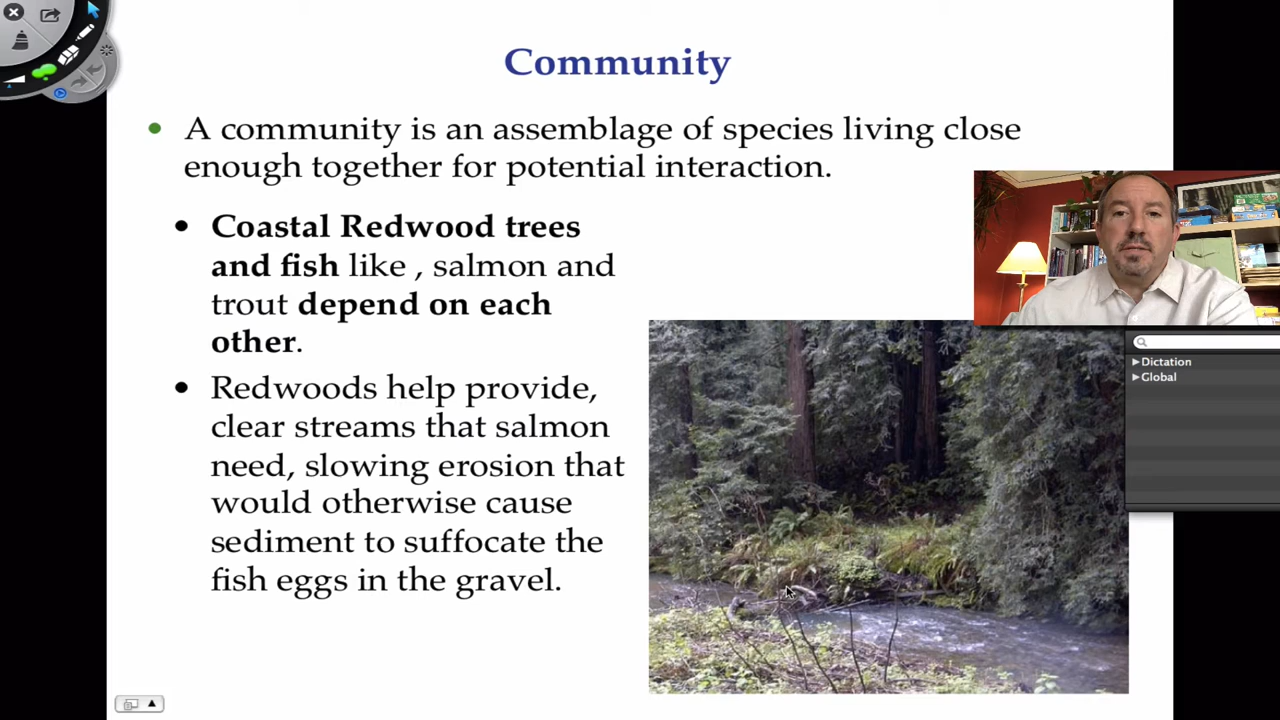 Community
• A community is an assemblage of species living close
enough together for potential interaction.
• Coastal Redwood trees
and fish like , salmon and
trout depend on each
other.
• Redwoods help provide,
clear streams that salmon
need, slowing erosion that
would otherwise cause
sediment to suffocate the
fish eggs in the gravel.
Dictation
Global